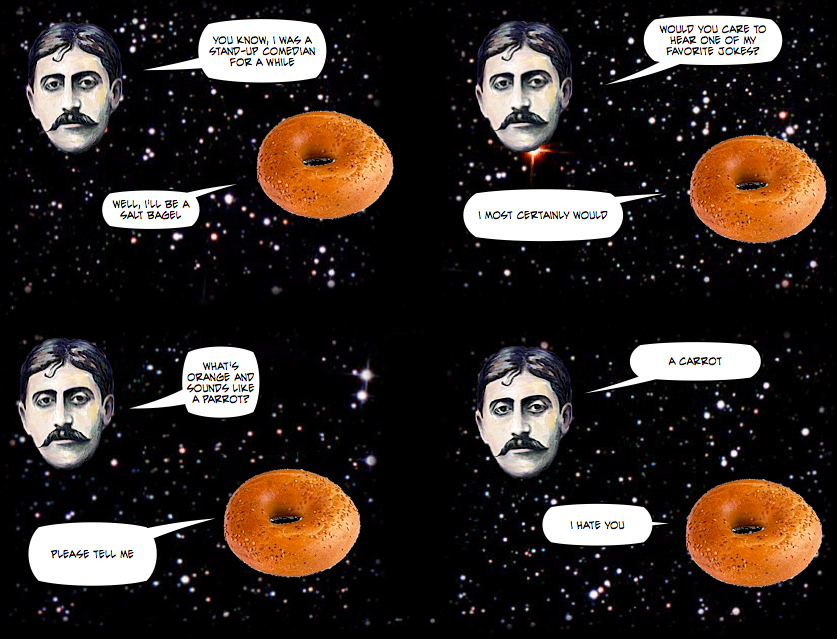 YOU KNOW, I WAS A
STAND-UP COMEDIAN
FOR A WHILE
WELL, I'LL BE A
SALT BAGEL
WOULD YOU CARE TO
HEAR ONE OF MY
FAVORITE JOKES?
I MOST CERTAINLY WOULD
WHAT'S
ORANGE AND
SOUNDS LIKE
A PARROT?
PLEASE TELL ME
A CARROT
I HATE YOU